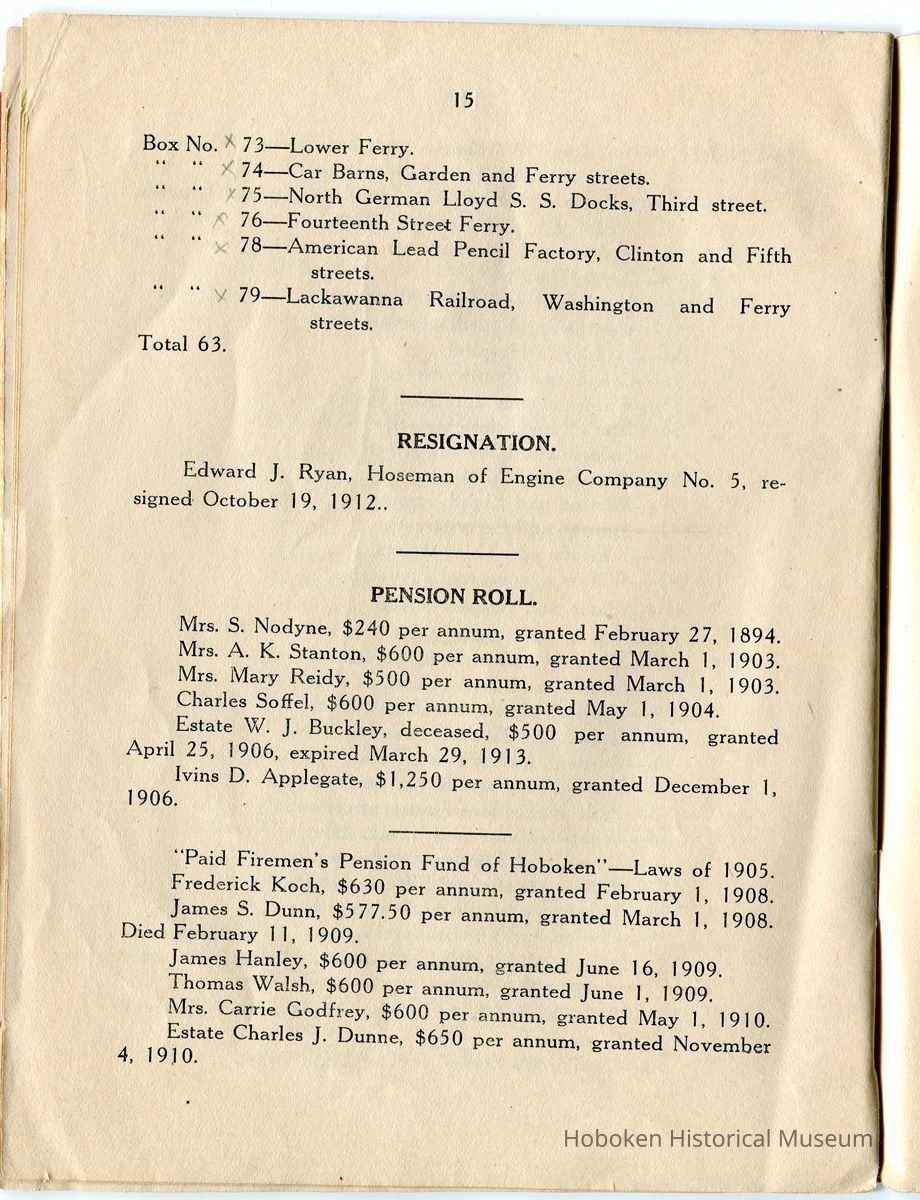 15
Box No. x 73—Lower Ferry.
“ “ x 74—Car Barns, Garden and Ferry streets.
“ “ x 75—North German Lloyd S. S. Docks, Third street.
“ “ x 76—Fourteenth Street Ferry.
“ “ x 78—American Lead Pencil Factory, Clinton and Fifth
streets.
“ “ x 79—Lackawanna Railroad, Washington and Ferry
streets.
Total 63.
RESIGNATION.
Edward J. Ryan, Hoseman of Engine Company No. 5, re-
signed October 19, 1912..
PENSION ROLL.
Mrs. S. Nodyne, $240 per annum, granted February 27, 1894.
Mrs. A. K. Stanton, $600 per annum, granted March 1, 1903.
Mrs. Mary Reidy, $500 per annum, granted March 1, 1903.
Charles Soffel, $600 per annum, granted May 1, 1904.
Estate W. J. Buckley, deceased, $500 per annum, granted
April 25, 1906, expired March 29, 1913.
Ivins D. Applegate, $1,250 per annum, granted December 1,
1906.
“Paid Firemen’s Pension Fund of Hoboken”—Laws of 1905.
Frederick Koch, $630 per annum, granted February 1, 1908.
James S. Dunn, $577.50 per annum, granted March 1, 1908.
Died February 11, 1909.
James Hanley, $600 per annum, granted June 16, 1909.
Thomas Walsh, $600 per annum, granted June 1, 1909.
Mrs. Carrie Godfrey, $600 per annum, granted May 1, 1910.
Estate Charles J. Dunne, $650 per annum, granted November
4, 1910.
Hoboken Historical Museum